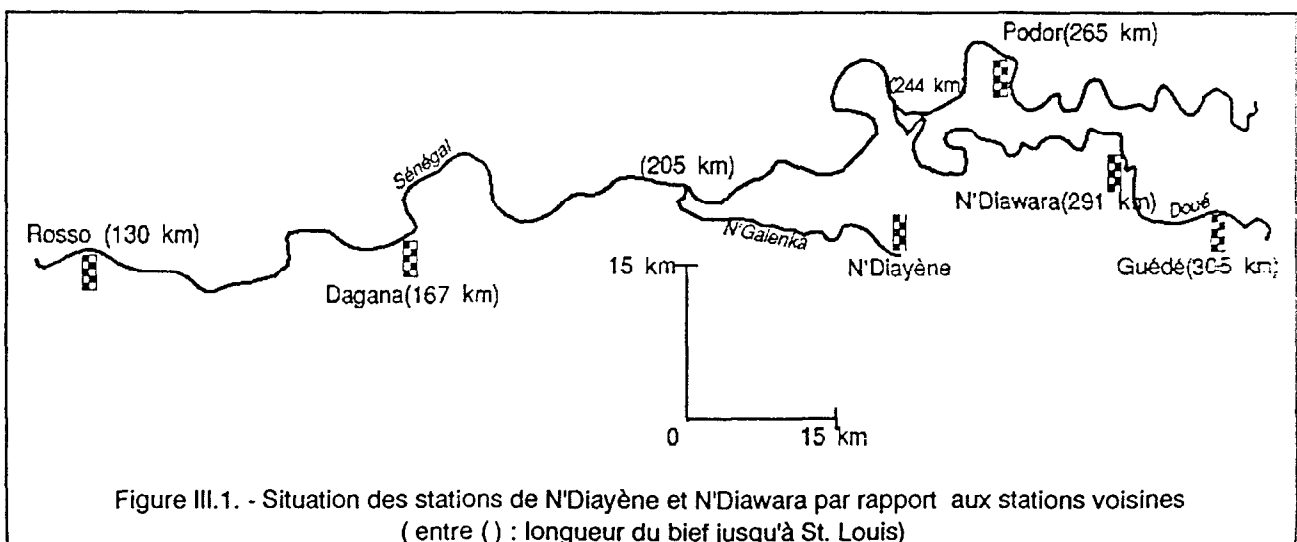 Podor(265 km)
(244 km)
Sénégal
(205 km)
N'Diawara(291 km)
Doué
Rosso (130 km)
N'Galenka
15 km
N'Diayène
Guédé(305 km)
Dagana(167 km)
0
15 km
Figure III.1. - Situation des stations de N'Diayène et N'Diawara par rapport aux stations voisines
( entre () : longueur du bief jusqu'à St. Louis)